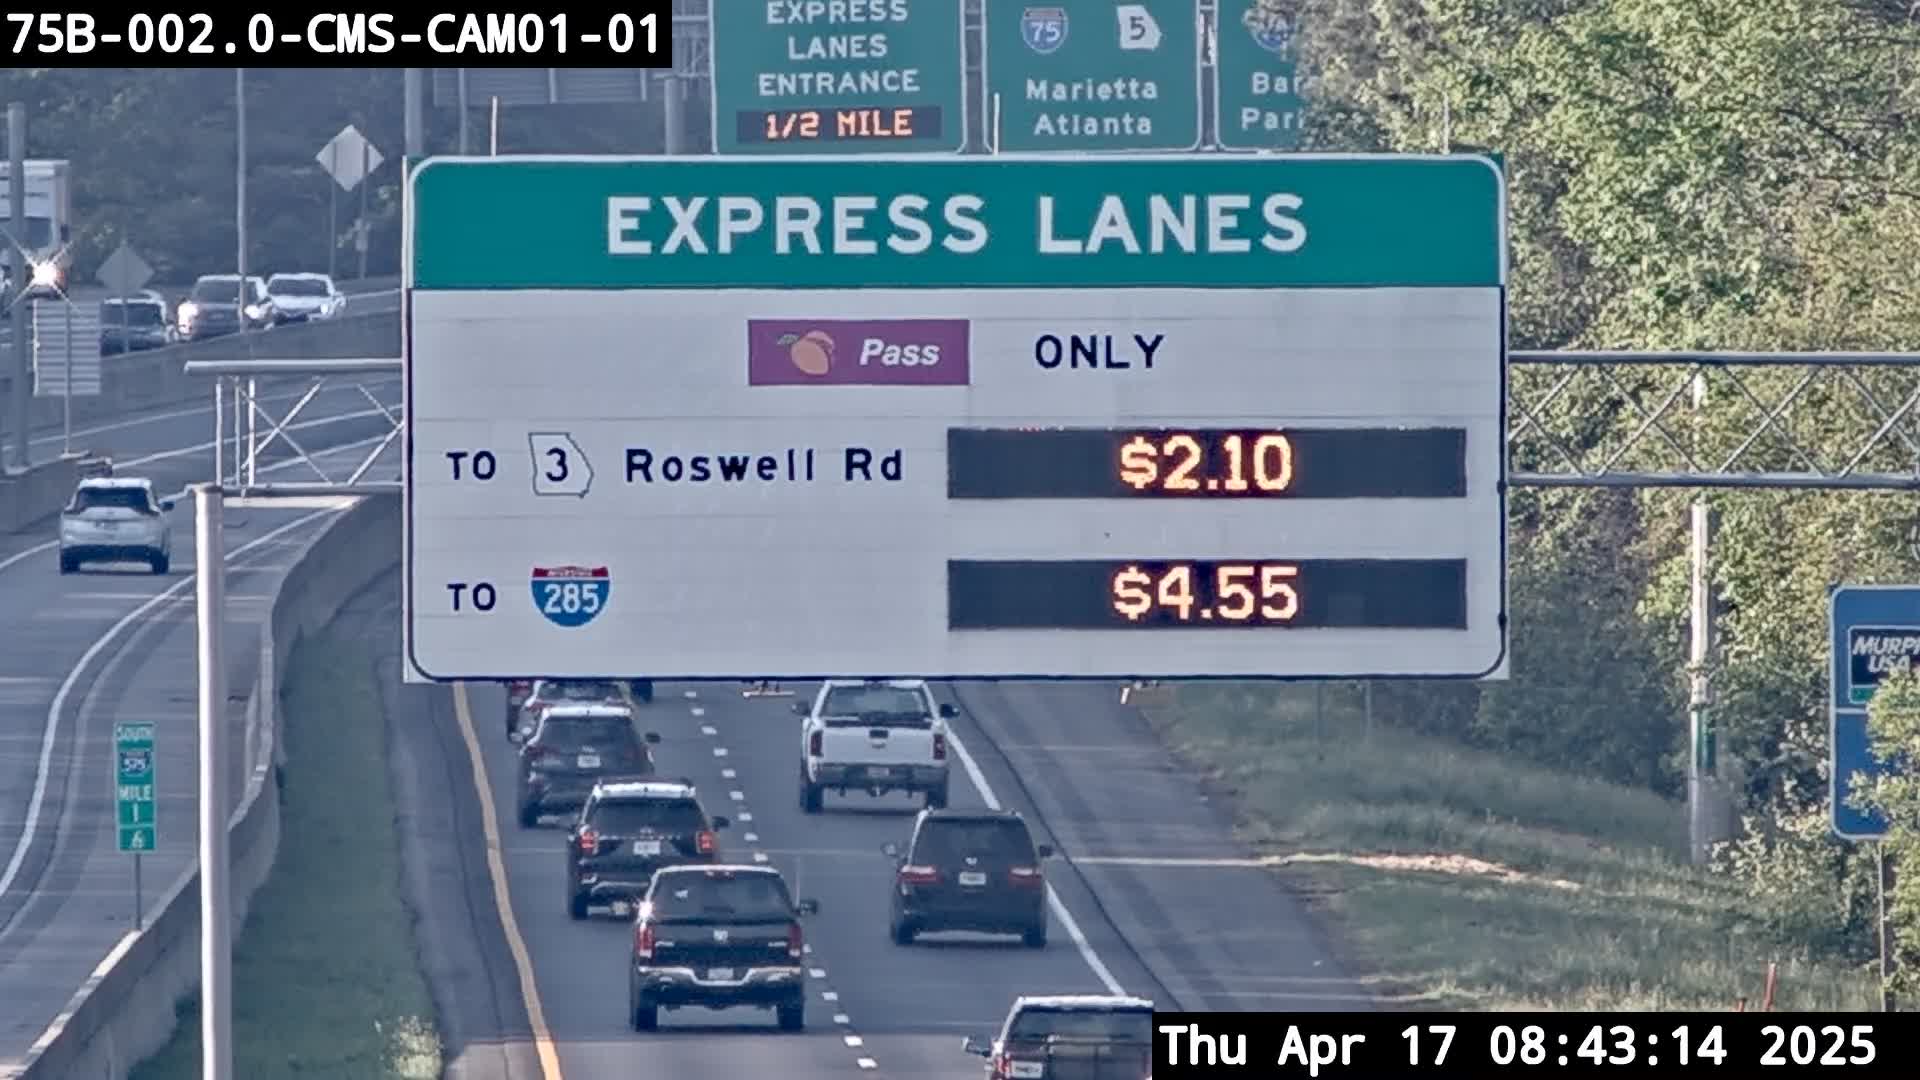 75B-002.0-CMS-CAM01-01
EXPRESS
LANES
ENTRANCE
1/2 MILE
75
5
Marietta
Atlanta
EXPRESS LANES
Pass ONLY
TO 3 Roswell Rd $2.10
TO 285 $4.55
SOUTH
575
MILE
1
6
USA
Thu Apr 17 08:43:14 2025